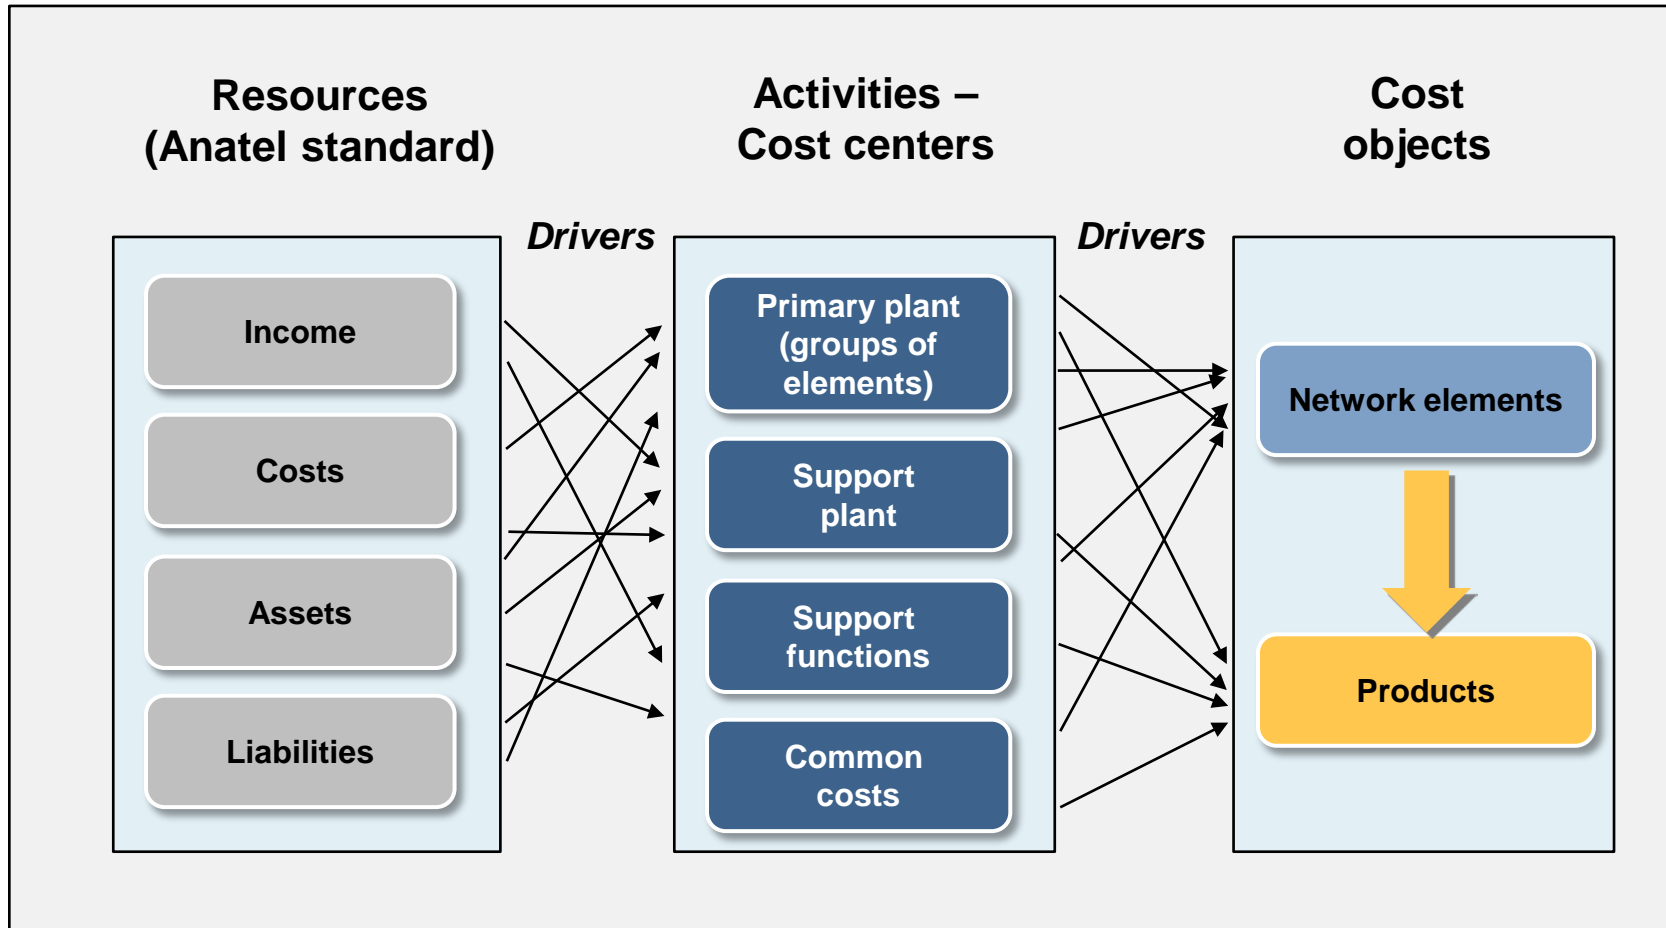 Resources
(Anatel standard)
Activities –
Cost centers
Cost
objects
Drivers
Drivers
Income
Costs
Assets
Liabilities
Primary plant
(groups of
elements)
Support
plant
Support
functions
Common
costs
Network elements
Products